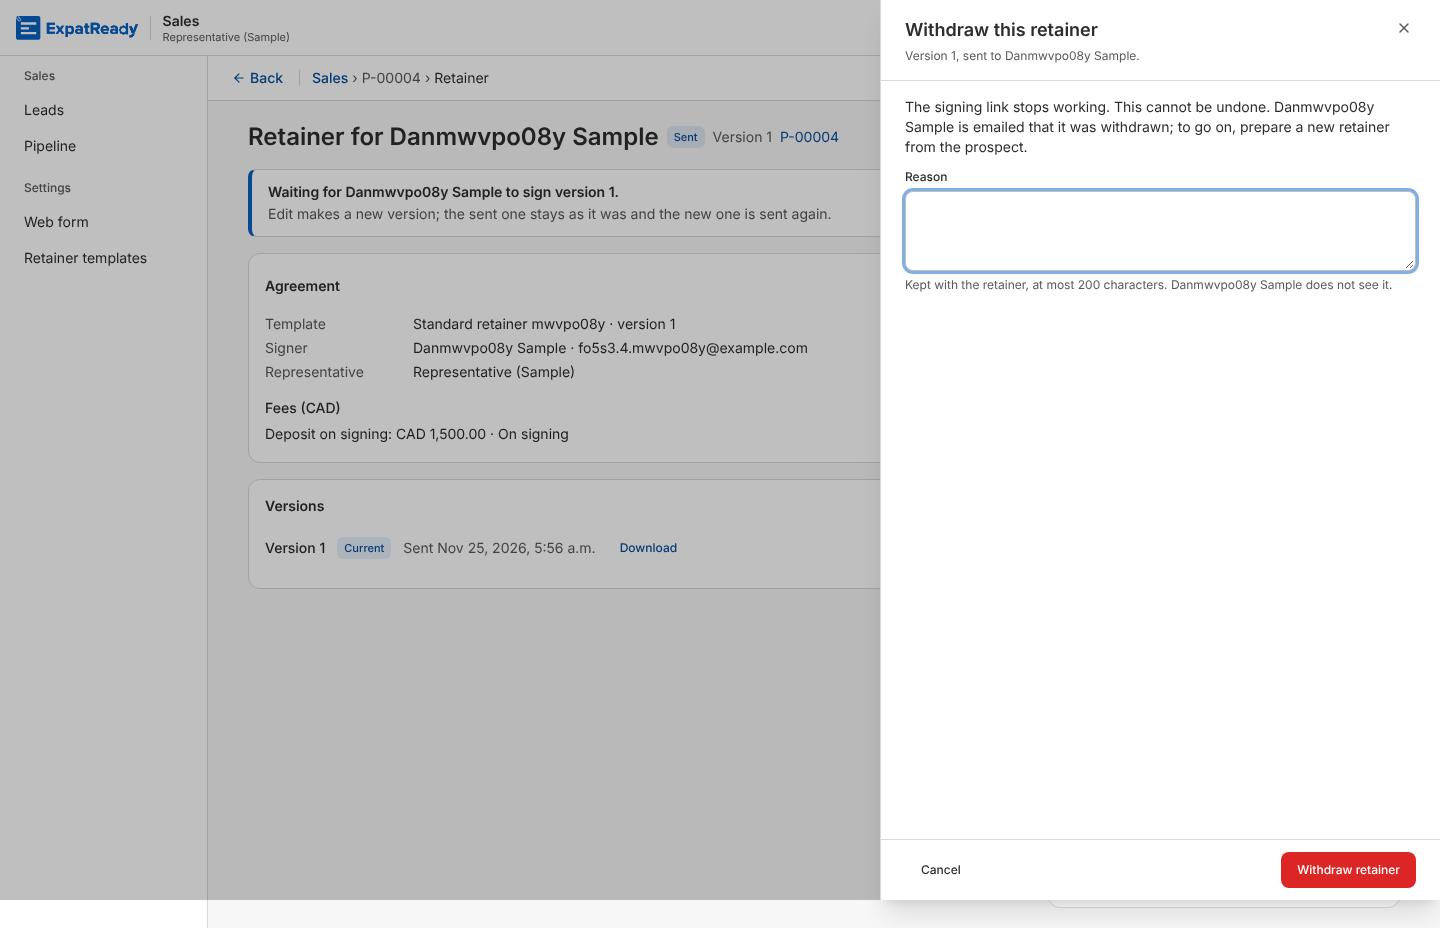 ExpatReady
Sales
Representative (Sample)
Sales
Leads
Pipeline
Settings
Web form
Retainer templates
← Back
Sales › P-00004 › Retainer
Retainer for Danmwvpo08y Sample Sent Version 1 P-00004
Waiting for Danmwvpo08y Sample to sign version 1.
Edit makes a new version; the sent one stays as it was and the new one is sent again.
Agreement
Template Standard retainer mwvpo08y · version 1
Signer Danmwvpo08y Sample · fo5s3.4.mwvpo08y@example.com
Representative Representative (Sample)
Fees (CAD)
Deposit on signing: CAD 1,500.00 · On signing
Versions
Version 1 Current Sent Nov 25, 2026, 5:56 a.m. Download
Withdraw this retainer
Version 1, sent to Danmwvpo08y Sample.
The signing link stops working. This cannot be undone. Danmwvpo08y
Sample is emailed that it was withdrawn; to go on, prepare a new retainer
from the prospect.
Reason
Kept with the retainer, at most 200 characters. Danmwvpo08y Sample does not see it.
Cancel
Withdraw retainer